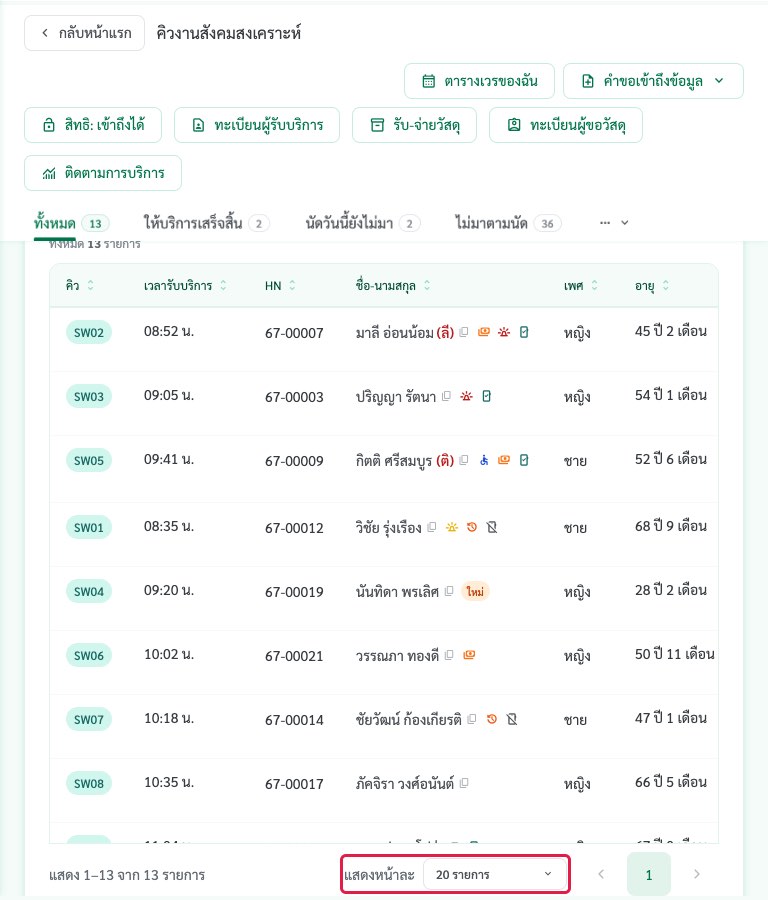 กลับหน้าแรก คิวงานสังคมสงเคราะห์
ตารางเวรของฉัน คำขอเข้าถึงข้อมูล
สิทธิ: เข้าถึงได้ ทะเบียนผู้รับบริการ รับ-จ่ายวัสดุ ทะเบียนผู้ขอวัสดุ
ติดตามการบริการ
ทั้งหมด 13 ให้บริการเสร็จสิ้น 2 นัดวันนี้ยังไม่มา 2 ไม่มาตามนัด 36 ...
ทั้งหมด 13 รายการ
คิว เวลารับบริการ HN ชื่อ-นามสกุล เพศ อายุ
SW02 08:52 น. 67-00007 มาลี อ่อนน้อม (ลี) หญิง 45 ปี 2 เดือน
SW03 09:05 น. 67-00003 ปริญญา รัตนา หญิง 54 ปี 1 เดือน
SW05 09:41 น. 67-00009 กิตติ ศรีสมบูร (ติ) ชาย 52 ปี 6 เดือน
SW01 08:35 น. 67-00012 วิชัย รุ่งเรือง ชาย 68 ปี 9 เดือน
SW04 09:20 น. 67-00019 นันทิดา พรเลิศ ใหม่ หญิง 28 ปี 2 เดือน
SW06 10:02 น. 67-00021 วรรณภา ทองดี หญิง 50 ปี 11 เดือน
SW07 10:18 น. 67-00014 ชัยวัฒน์ ก้องเกียรติ ชาย 47 ปี 1 เดือน
SW08 10:35 น. 67-00017 ภัคจิรา วงศ์อนันต์ หญิง 66 ปี 5 เดือน
แสดง 1–13 จาก 13 รายการ แสดงหน้าละ 20 รายการ 1